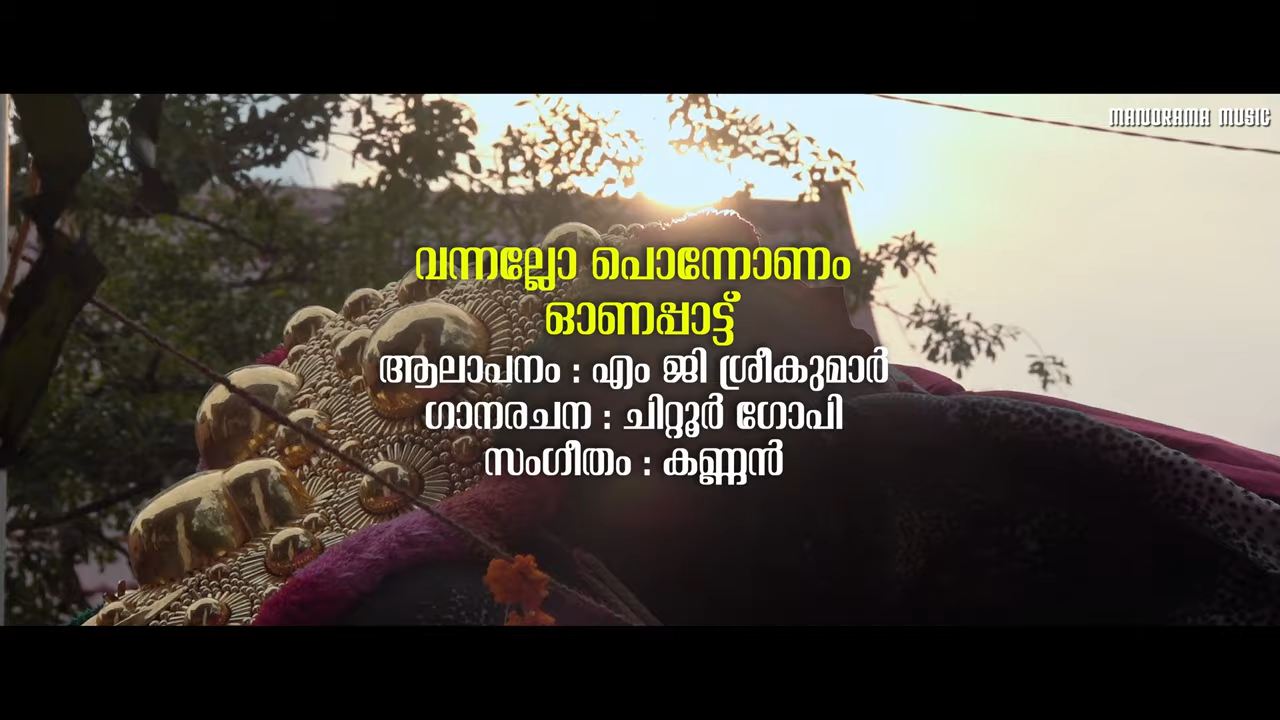 MANORAMA MUSIC
വന്നല്ലോ പൊന്നോണം
ഓണപ്പാട്ട്
ആലാപനം : എം ജി ശ്രീകുമാർ
ഗാനരചന : ചിറ്റൂർ ഗോപി
സംഗീതം : കണ്ണൻ